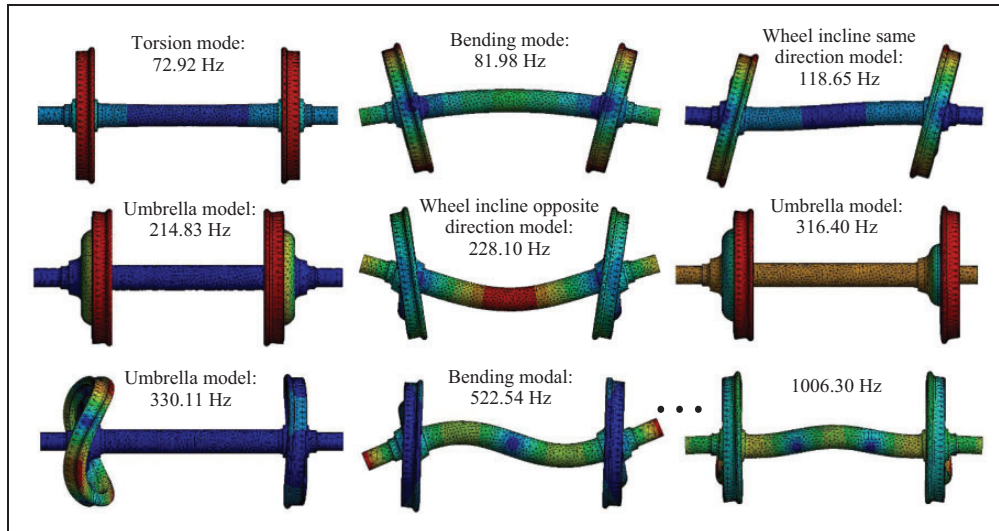 Torsion mode:
72.92 Hz
Bending mode:
81.98 Hz
Wheel incline same
direction model:
118.65 Hz
Umbrella model:
214.83 Hz
Wheel incline opposite
direction model:
228.10 Hz
Umbrella model:
316.40 Hz
Umbrella model:
330.11 Hz
Bending modal:
522.54 Hz
1006.30 Hz